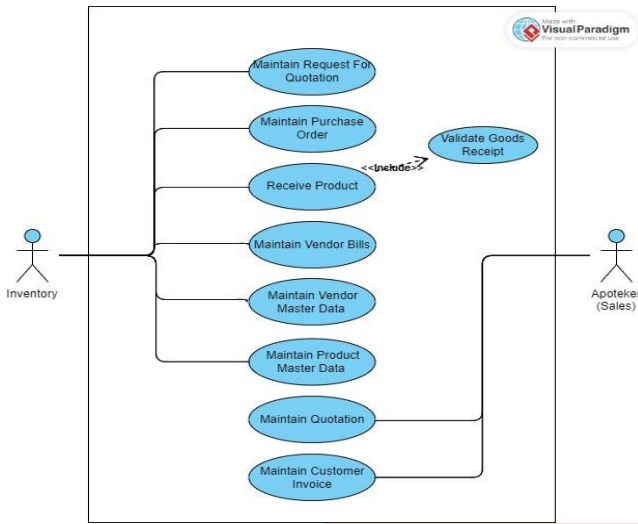 Made with
Visual Paradigm
For non-commercial use
Maintain Request For
Quotation
Maintain Purchase
Order
Validate Goods
Receipt
<<Include>>
Receive Product
Maintain Vendor Bills
Inventory
Apoteker
(Sales)
Maintain Vendor
Master Data
Maintain Product
Master Data
Maintain Quotation
Maintain Customer
Invoice